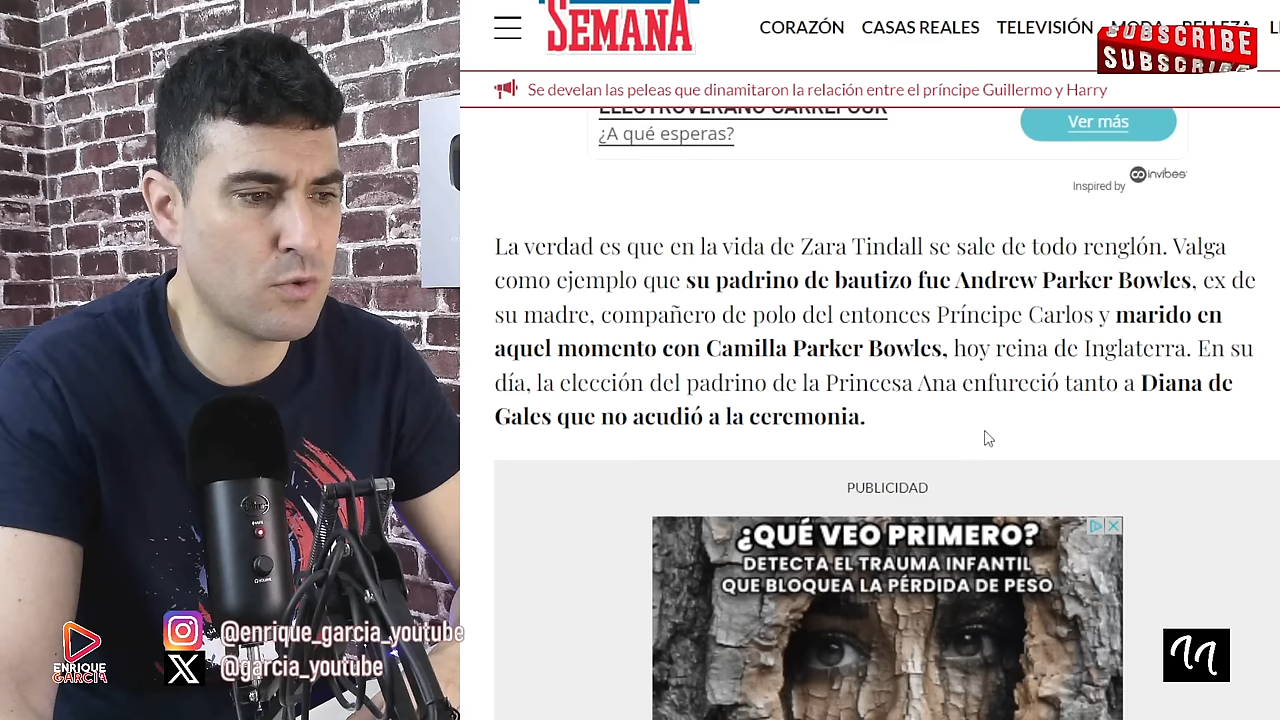 SEMANA
CORAZÓN CASAS REALES TELEVISIÓN MODA BELLEZA
SUBSCRIBE
SUBSCRIBE
Se develan las peleas que dinamitaron la relación entre el príncipe Guillermo y Harry
ELECTROVERANO CARREFOUR
¿A qué esperas?
Ver más
Inspired by invibes
La verdad es que en la vida de Zara Tindall se sale de todo renglón. Valga
como ejemplo que su padrino de bautizo fue Andrew Parker Bowles, ex de
su madre, compañero de polo del entonces Príncipe Carlos y marido en
aquel momento con Camilla Parker Bowles, hoy reina de Inglaterra. En su
día, la elección del padrino de la Princesa Ana enfureció tanto a Diana de
Gales que no acudió a la ceremonia.
PUBLICIDAD
¿QUÉ VEO PRIMERO?
DETECTA EL TRAUMA INFANTIL
QUE BLOQUEA LA PÉRDIDA DE PESO
@enrique_garcia_youtube
@garcia_youtube
ENRIQUE
GARCIA